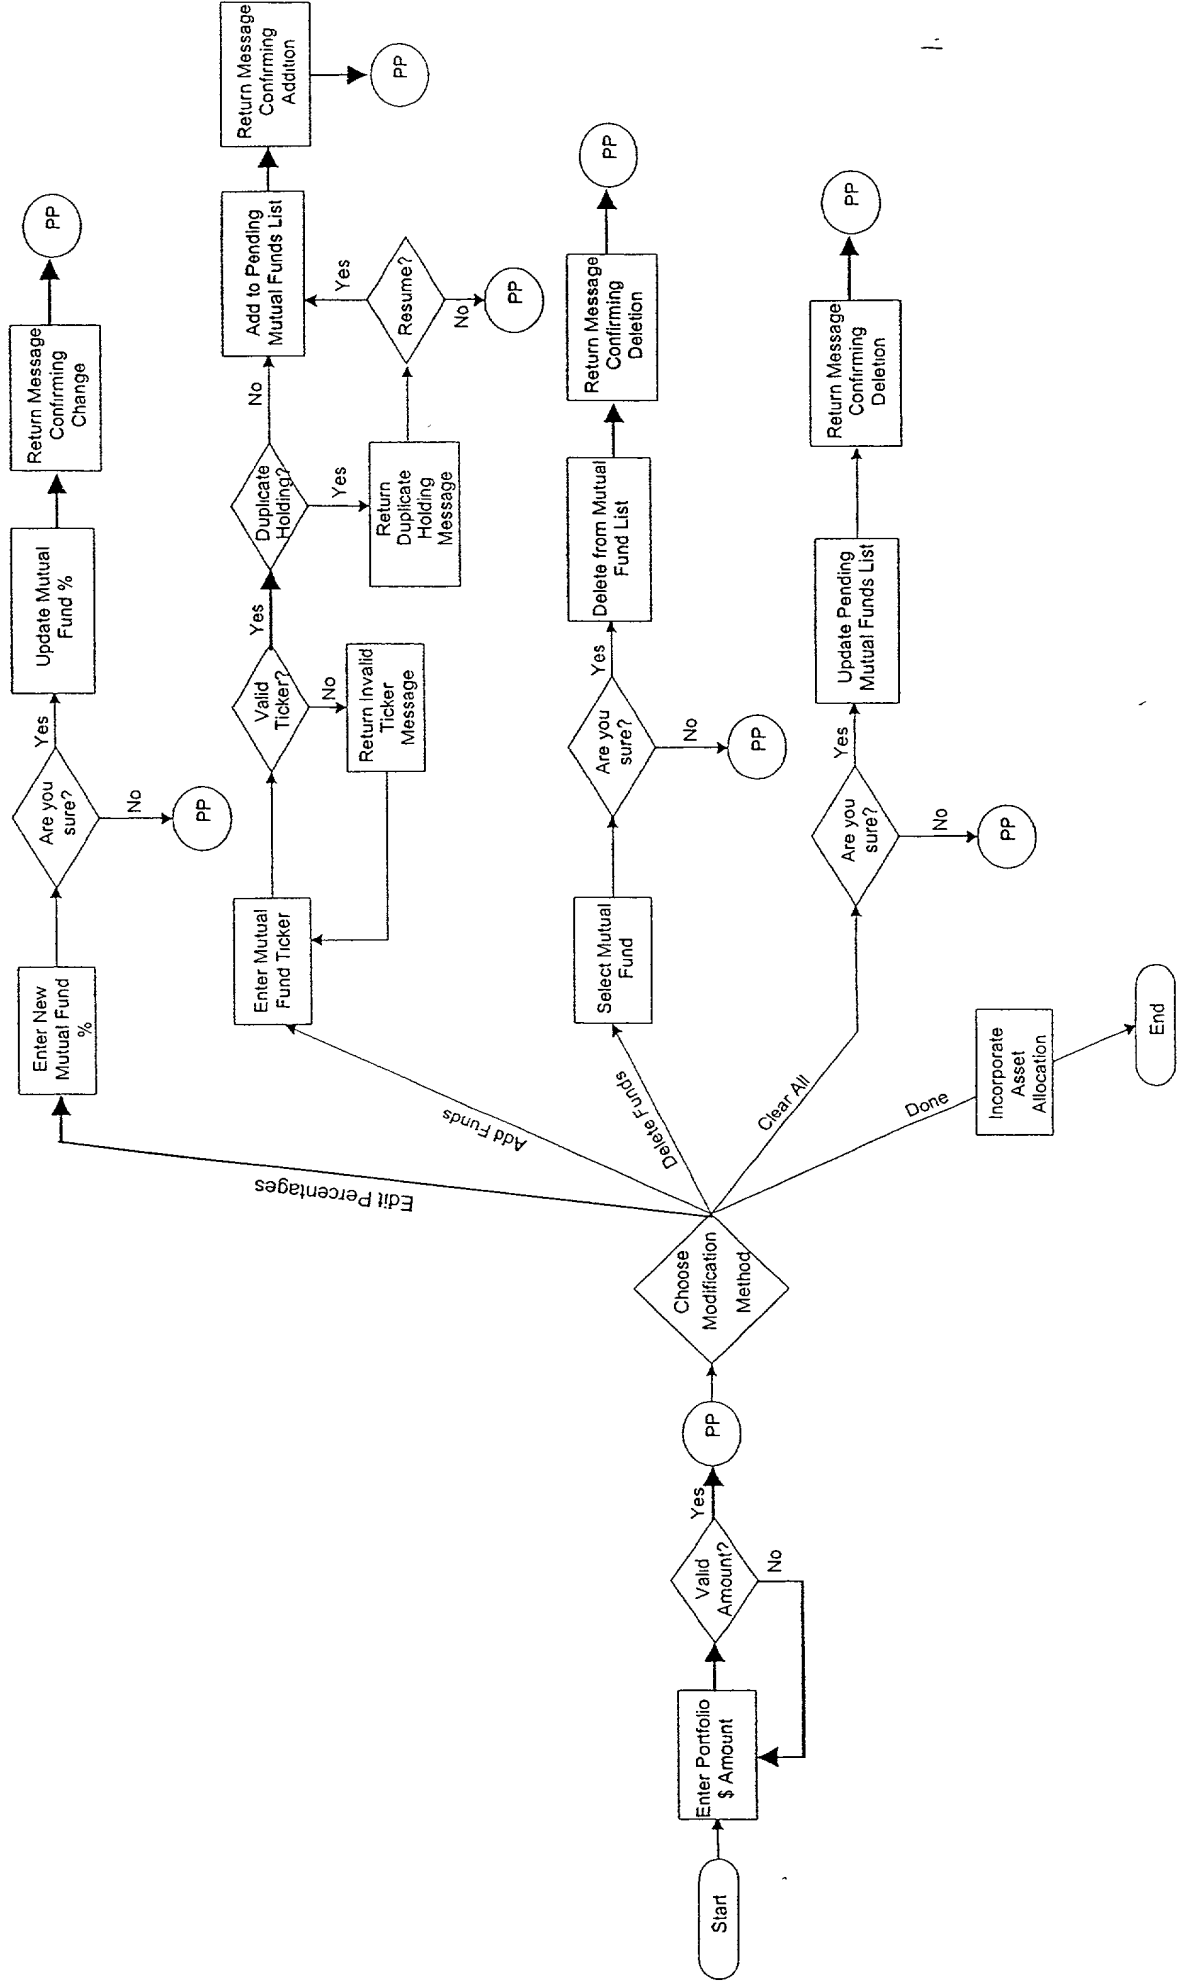 Start
Enter Portfolio
$ Amount
Valid
Amount?
Yes
No
PP
Choose
Modification
Method
Edit Percentages
Enter New
Mutual Fund
%
Are you
sure?
Yes
No
PP
Update Mutual
Fund %
Return Message
Confirming
Change
PP
Add Funds
Enter Mutual
Fund Ticker
Valid
Ticker?
Yes
No
Return Invalid
Ticker
Message
Duplicate
Holding?
No
Yes
Return
Duplicate
Holding
Message
Resume?
Yes
No
PP
Add to Pending
Mutual Funds List
Return Message
Confirming
Addition
PP
Delete Funds
Select Mutual
Fund
Are you
sure?
Yes
No
PP
Delete from Mutual
Fund List
Return Message
Confirming
Deletion
PP
Clear All
Are you
sure?
Yes
No
PP
Update Pending
Mutual Funds List
Return Message
Confirming
Deletion
PP
Done
Incorporate
Asset
Allocation
End